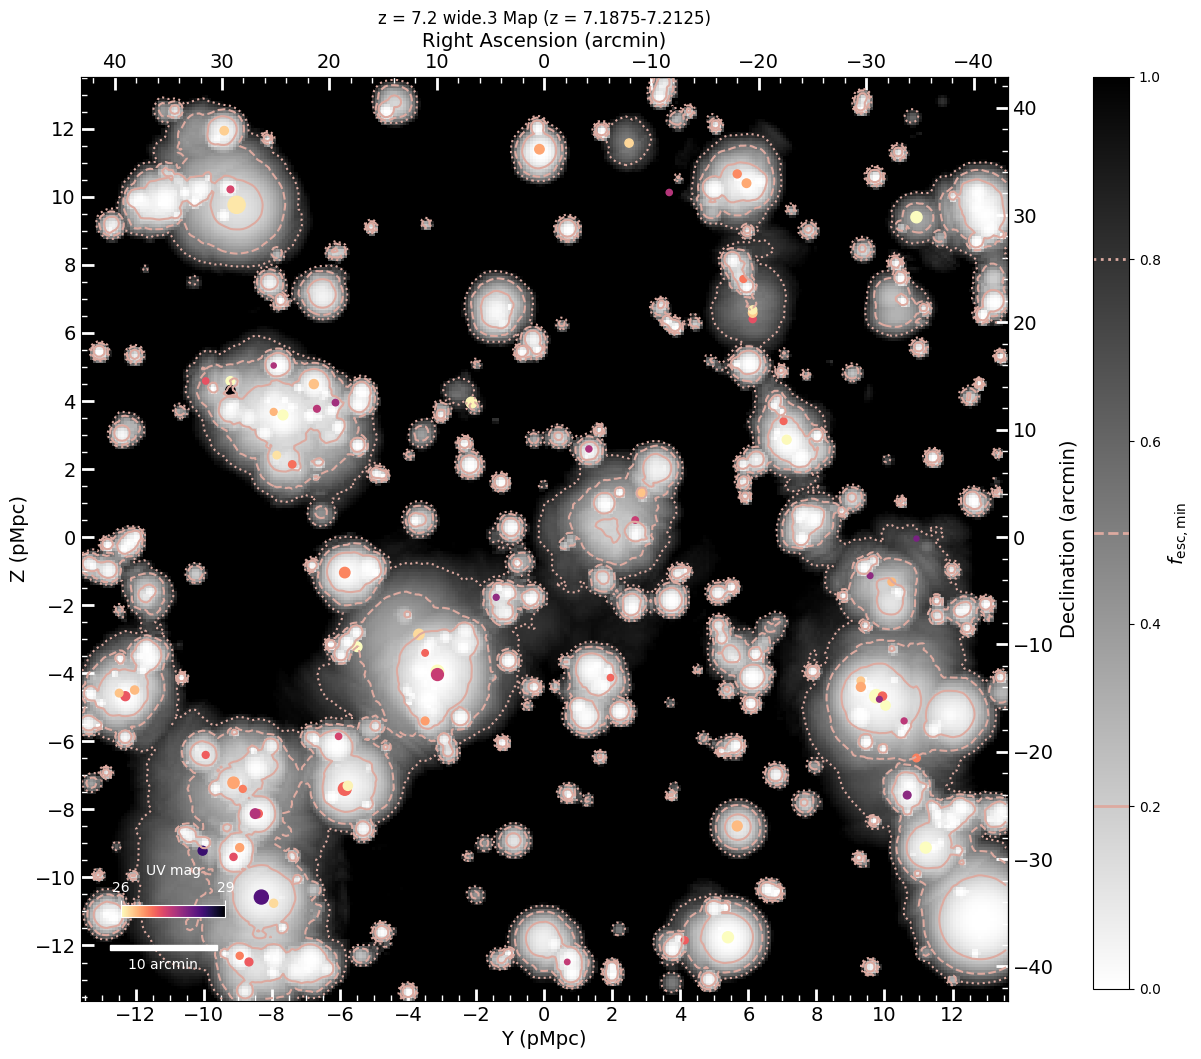 z = 7.2 wide.3 Map (z = 7.1875-7.2125)
Right Ascension (arcmin)
40 30 20 10 0 −10 −20 −30 −40
12
10
8
6
4
2
0
−2
−4
−6
−8
−10
−12
Z (pMpc)
40
30
20
10
0
−10
−20
−30
−40
Declination (arcmin)
UV mag
26 29
10 arcmin
−12 −10 −8 −6 −4 −2 0 2 4 6 8 10 12
Y (pMpc)
1.0
0.8
0.6
0.4
0.2
0.0
fesc,min